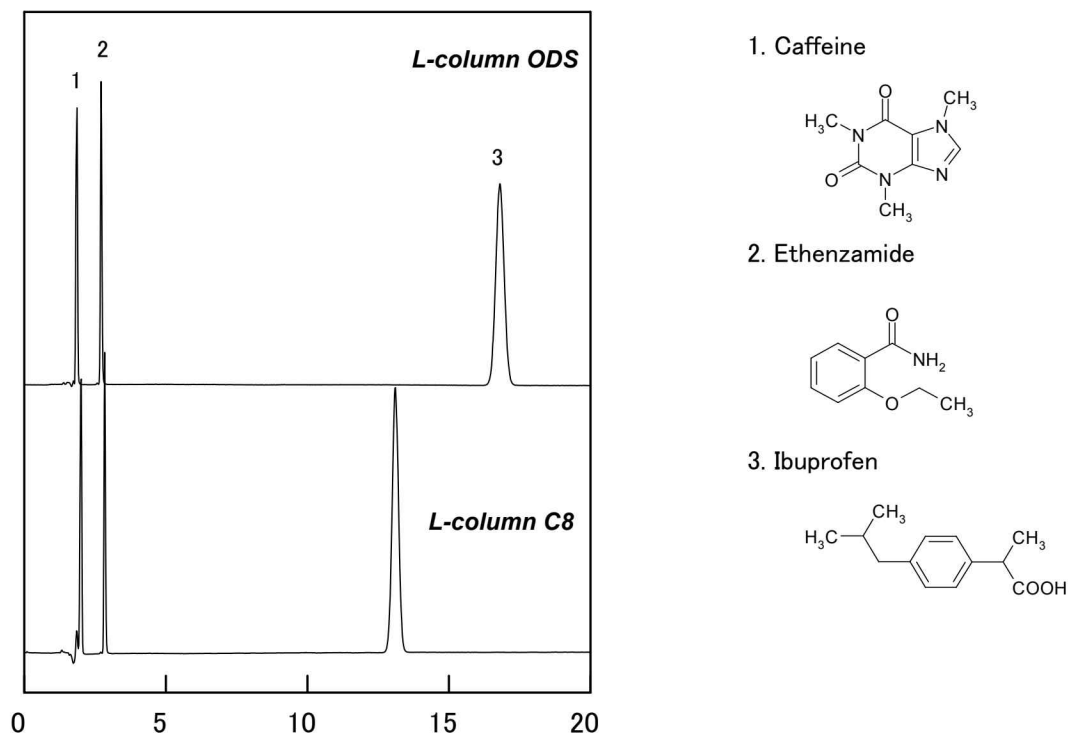 1
2
L-column ODS
3
L-column C8
0
5
10
15
20
1. Caffeine
O
CH3
H3C
N
N
O
N
N
CH3
2. Ethenzamide
O
NH2
O
CH3
3. Ibuprofen
CH3
H3C
CH3
COOH